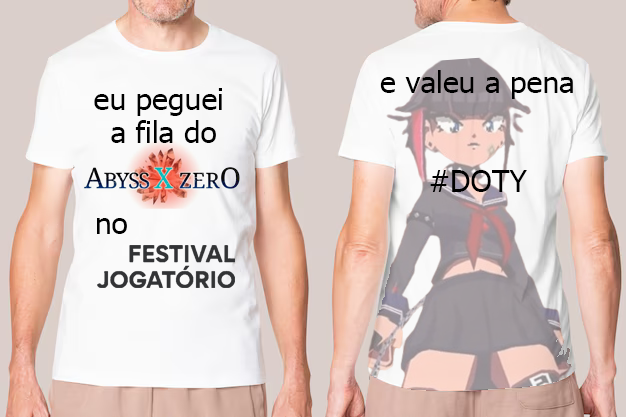 eu peguei
a fila do
ABYSS X ZERO
no
FESTIVAL
JOGATÓRIO
e valeu a pena
#DOTY